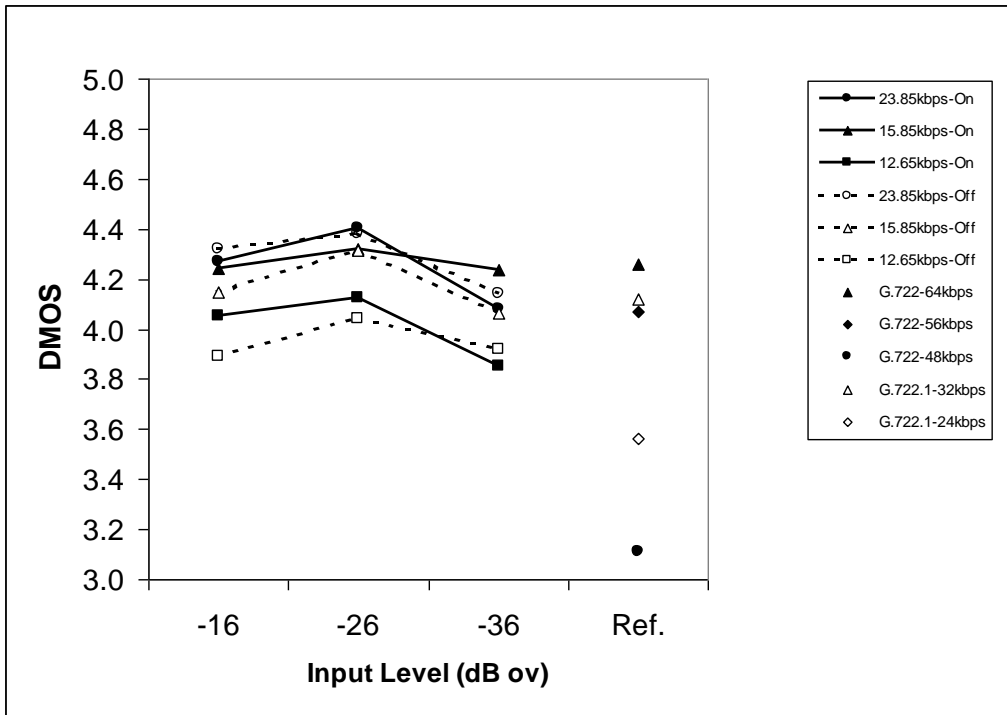 5.0
4.8
4.6
4.4
4.2
4.0
3.8
3.6
3.4
3.2
3.0
DMOS
-16 -26 -36 Ref.
Input Level (dB ov)
23.85kbps-On
15.85kbps-On
12.65kbps-On
23.85kbps-Off
15.85kbps-Off
12.65kbps-Off
G.722-64kbps
G.722-56kbps
G.722-48kbps
G.722.1-32kbps
G.722.1-24kbps